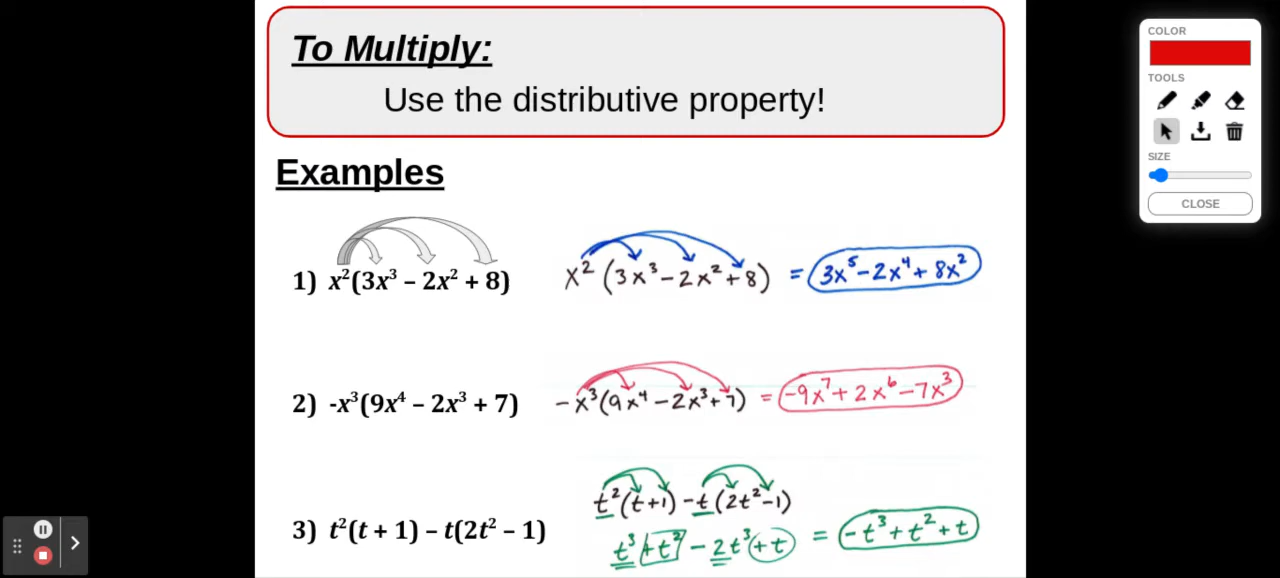 To Multiply:
Use the distributive property!
Examples
1) x²(3x³ – 2x² + 8) x²(3x³ – 2x² + 8) = 3x⁵ – 2x⁴ + 8x²
2) -x³(9x⁴ – 2x³ + 7) –x³(9x⁴ – 2x³ + 7) = –9x⁷ + 2x⁶ – 7x³
t²(t+1) – t(2t² – 1)
3) t²(t + 1) – t(2t² – 1) t³ + t² – 2t³ + t = –t³ + t² + t
COLOR
TOOLS
SIZE
CLOSE